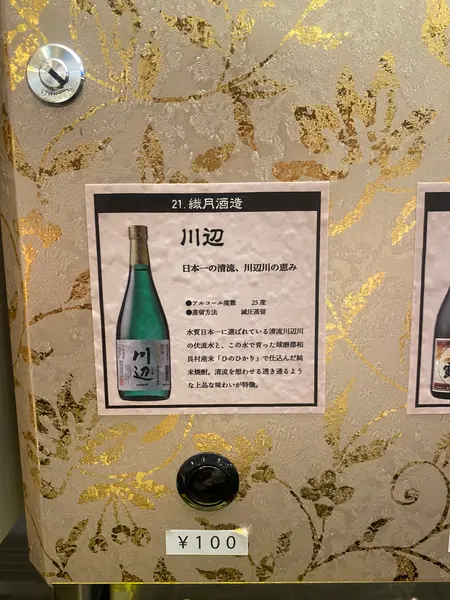 21. 繊月酒造
川辺
日本一の清流、川辺川の恵み
●アルコール度数 25度
●蒸留方法 減圧蒸留
水質日本一に選ばれている清流川辺川
の伏流水と、この水で育った球磨郡相
良村産米「ひのひかり」で仕込んだ純
米焼酎。清流を想わせる透き通るよう
な上品な味わいが特徴。
川辺
¥100